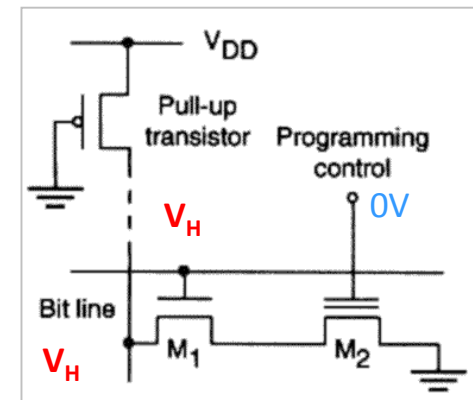 VDD
Pull-up
transistor
Programming
control
0V
VH
Bit line
VH
M1
M2